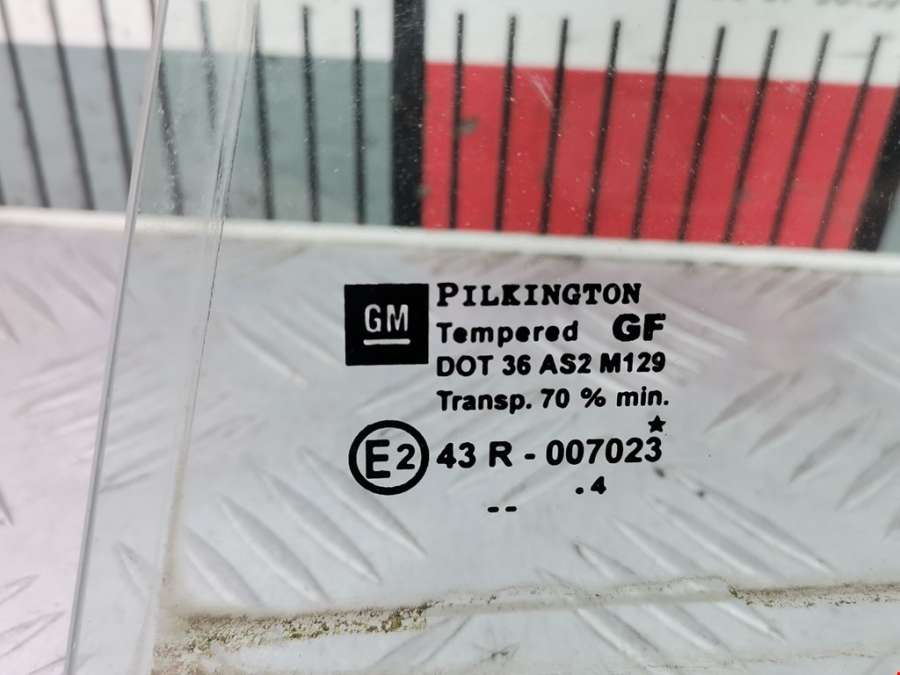 GM
PILKINGTON
Tempered GF
DOT 36 AS2 M129
Transp. 70 % min.
E2 43 R - 007023
. 4
--